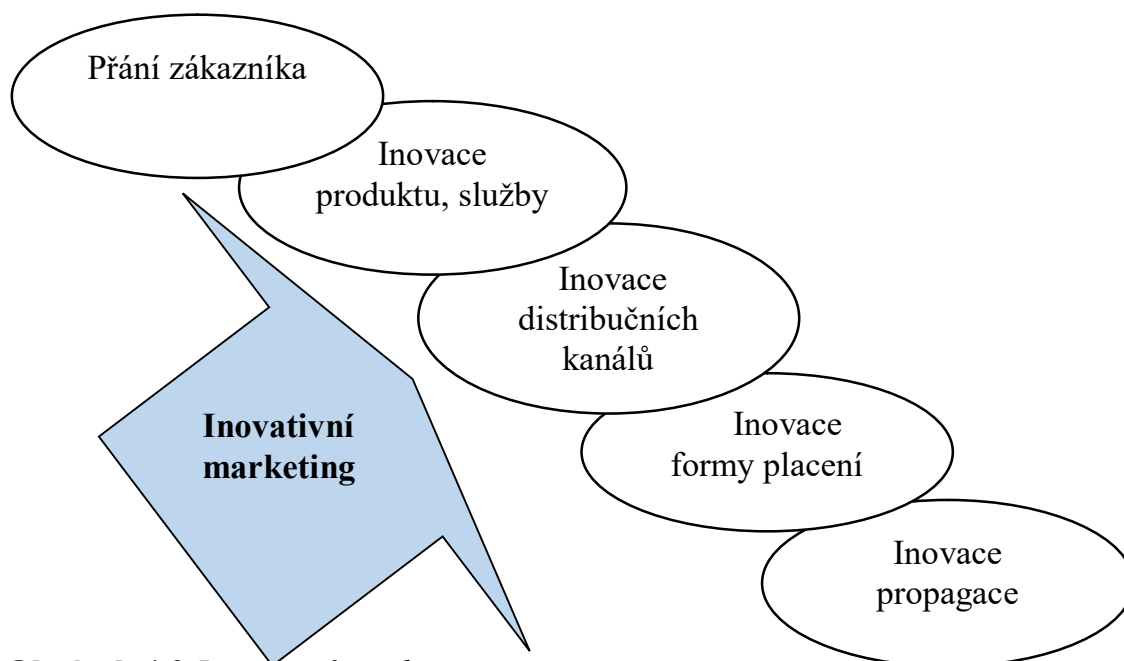 Přání zákazníka
Inovace
produktu, služby
Inovace
distribučních
kanálů
Inovace
formy placení
Inovace
propagace
Inovativní
marketing